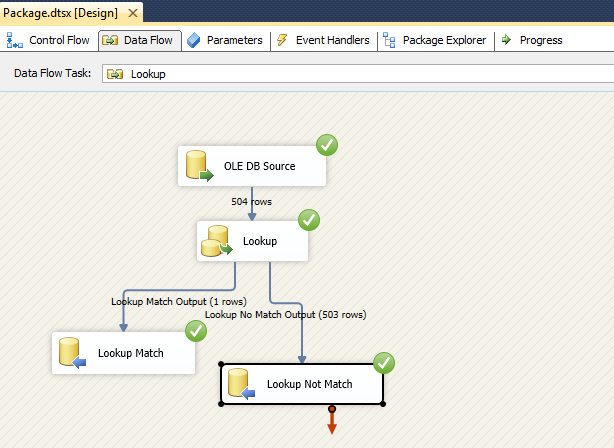 Package.dtsx [Design]
Control Flow Data Flow Parameters Event Handlers Package Explorer Progress
Data Flow Task: Lookup
OLE DB Source
504 rows
Lookup
Lookup Match Output (1 rows)
Lookup No Match Output (503 rows)
Lookup Match
Lookup Not Match